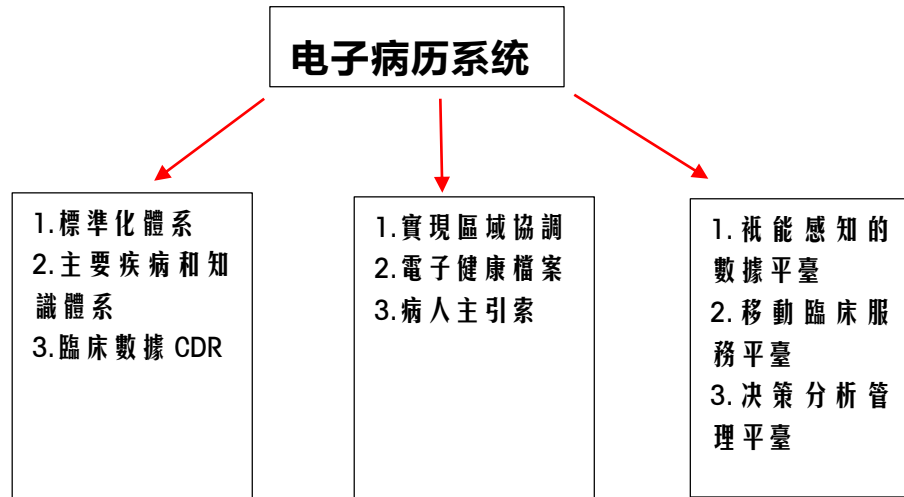 电子病历系统
1.標準化體系
2.主要疾病和知
識體系
3.臨床數據 CDR
1.實現區域協調
2.電子健康檔案
3.病人主引索
1.祇能感知的
數據平臺
2.移動臨床服
務平臺
3.决策分析管
理平臺